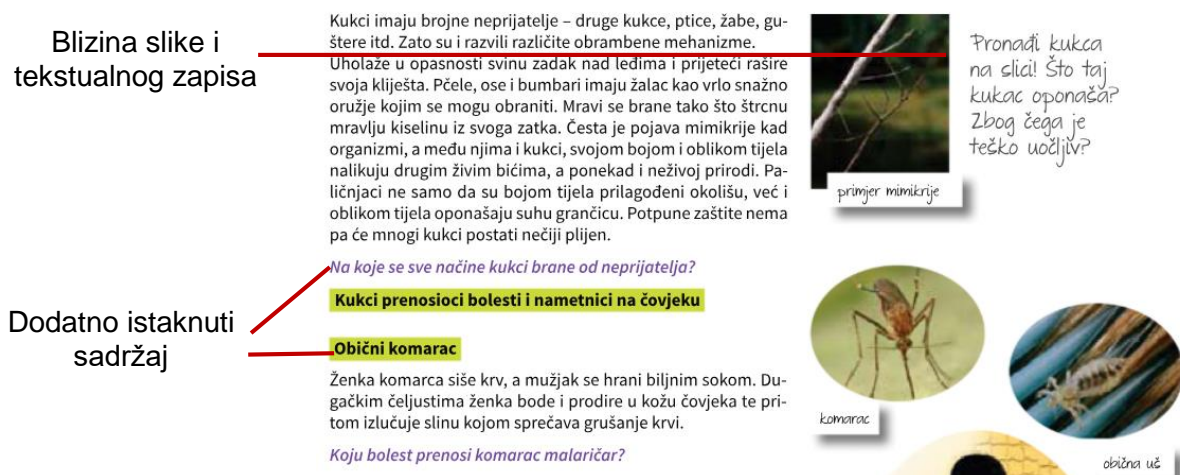 Blizina slike i
tekstualnog zapisa
Kukci imaju brojne neprijatelje – druge kukce, ptice, žabe, gu-
štere itd. Zato su i razvili različite obrambene mehanizme.
Uholaže u opasnosti svinu zadak nad leđima i prijeteći rašire
svoja kliješta. Pčele, ose i bumbari imaju žalac kao vrlo snažno
oružje kojim se mogu obraniti. Mravi se brane tako što štrcnu
mravlju kiselinu iz svoga zatka. Česta je pojava mimikrije kad
organizmi, a među njima i kukci, svojom bojom i oblikom tijela
nalikuju drugim živim bićima, a ponekad i neživoj prirodi. Pa-
ličnjaci ne samo da su bojom tijela prilagođeni okolišu, već i
oblikom tijela oponašaju suhu grančicu. Potpune zaštite nema
pa će mnogi kukci postati nečiji plijen.
Pronađi kukca
na slici! Što taj
kukac oponaša?
Zbog čega je
teško uočljiv?
primjer mimikrije
Dodatno istaknuti
sadržaj
Na koje se sve načine kukci brane od neprijatelja?
Kukci prenosioci bolesti i nametnici na čovjeku
Obični komarac
Ženka komarca siše krv, a mužjak se hrani biljnim sokom. Du-
gačkim čeljustima ženka bode i prodire u kožu čovjeka te pri-
tom izlučuje slinu kojom sprečava grušanje krvi.
Koju bolest prenosi komarac malaričar?
komarac
obična uš